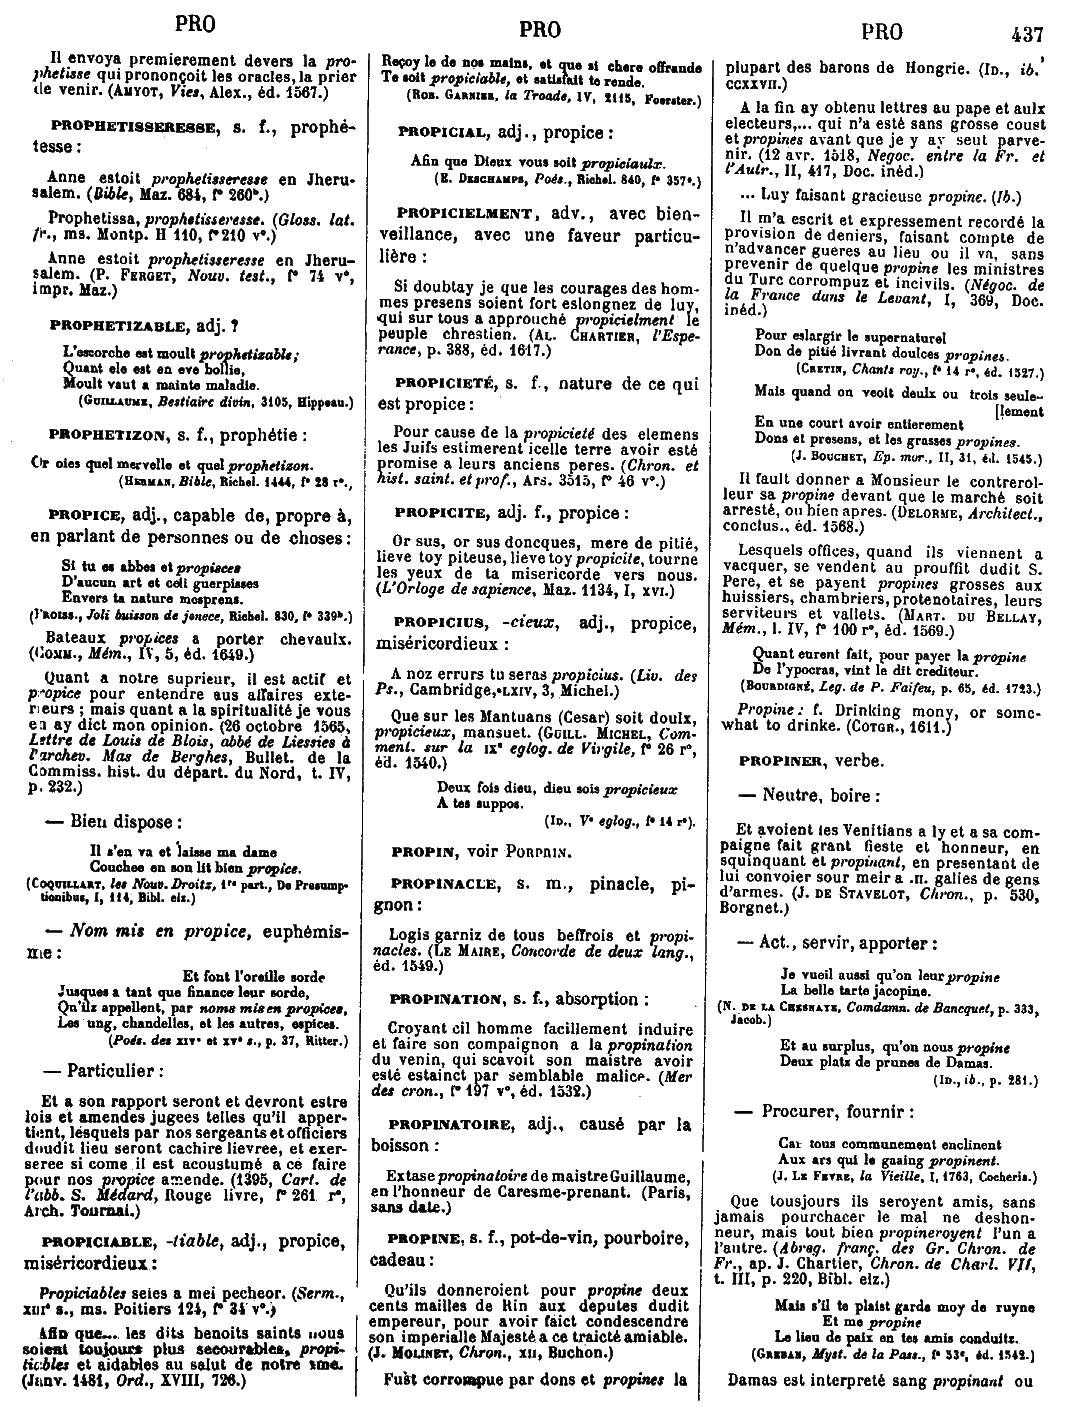 PRO
PRO
PRO
437
Il envoya premierement devers la pro-
phetisse qui prononçoit les oracles, la prier
de venir. (AMYOT, Vies, Alex., éd. 1567.)
PROPHETISSERESSE, s. f., prophé-
tesse :
Anne estoit prophetisseresse en Jheru-
salem. (Bible, Maz. 684, f° 260ᵇ.)
Prophetissa, prophetisseresse. (Gloss. lat.
fr., ms. Montp. H 110, f° 210 v°.)
Anne estoit prophetisseresse en Jheru-
salem. (P. FERGET, Nouv. test., f° 74 v°,
impr. Maz.)
PROPHETIZABLE, adj. ?
L'escorche est moult prophetizable;
Quant ele est en eve bollie,
Moult vaut a mainte maladie.
(GUILLAUME, Bestiaire divin, 3105, Hippeau.)
PROPHETIZON, s. f., prophétie :
Or oies quel mervelle et quel prophetizon.
(HERMAN, Bible, Richel. 1444, f° 28 r°.,
PROPICE, adj., capable de, propre à,
en parlant de personnes ou de choses :
Si tu es abbes et propisces
D'aucun art et celi guerpisses
Envers ta nature mesprens.
(FROISS., Joli buisson de jonece, Richel. 830, f° 339ᵇ.)
Bateaux propices a porter chevaulx.
(COMM., Mém., IV, 5, éd. 1649.)
Quant a notre suprieur, il est actif et
propice pour entendre aus affaires exte-
rieurs ; mais quant a la spiritualité je vous
en ay dict mon opinion. (26 octobre 1565,
Lettre de Louis de Blois, abbé de Liessies à
l'archev. Mas de Berghes, Bullet. de la
Commiss. hist. du départ. du Nord, t. IV,
p. 232.)
— Bien dispose :
Il s'en va et laisse ma dame
Couchee en son lit bien propice.
(COQUILLART, les Nouv. Droitz, 1ʳᵉ part., De Presump-
tionibus, I, 114, Bibl. elz.)
— Nom mis en propice, euphémis-
me :
Et font l'oreille sorde
Jusques a tant que finance leur sorde,
Qu'ilz appellent, par noms mis en propices,
Les ung, chandelles, et les autres, espices.
(Poés. des XIVᵉ et XVᵉ s., p. 37, Ritter.)
— Particulier :
Et a son rapport seront et devront estre
lois et amendes jugees telles qu'il apper-
tient, lesquels par nos sergeants et officiers
doudit lieu seront cachire lievree, et exer-
seree si come il est acoustumé a ce faire
pour nos propice amende. (1395, Cart. de
l'abb. S. Médard, Rouge livre, f° 261 r°,
Arch. Tournai.)
PROPICIABLE, -tiable, adj., propice,
miséricordieux :
Propiciables seies a mei pecheor. (Serm.,
XIIIᵉ s., ms. Poitiers 124, f° 34 v°.)
Afin que... les dits benoits saints nous
soient toujours plus secourables, propi-
ticbles et aidables au salut de notre ame.
(Janv. 1481, Ord., XVIII, 726.)
Reçoy le de nos mains, et que si chere offrande
Te soit propiciable, et satisfait te rende.
(ROB. GARNIER, la Troade, IV, 2115, Foerster.)
PROPICIAL, adj., propice :
Afin que Dieux vous soit propiciaulx.
(E. DESCHAMPS, Poés., Richel. 840, f° 357ᵉ.)
PROPICIELMENT, adv., avec bien-
veillance, avec une faveur particu-
lière :
Si doubtay je que les courages des hom-
mes presens soient fort eslongnez de luy,
qui sur tous a approuché propicielment le
peuple chrestien. (AL. CHARTIER, l'Espe-
rance, p. 388, éd. 1617.)
PROPICIETÉ, s. f., nature de ce qui
est propice :
Pour cause de la propicieté des elemens
les Juifs estimerent icelle terre avoir esté
promise a leurs anciens peres. (Chron. et
hist. saint. et prof., Ars. 3515, f° 46 v°.)
PROPICITE, adj. f., propice :
Or sus, or sus doncques, mere de pitié,
lieve toy piteuse, lieve toy propicite, tourne
les yeux de ta misericorde vers nous.
(L'Orloge de sapience, Maz. 1134, I, XVI.)
PROPICIUS, -cieux, adj., propice,
miséricordieux :
A noz errurs tu seras propicius. (Liv. des
Ps., Cambridge, LXIV, 3, Michel.)
Que sur les Mantuans (Cesar) soit doulx,
propicieux, mansuet. (GUILL. MICHEL, Com-
ment. sur la IXᵉ eglog. de Virgile, f° 26 r°,
éd. 1540.)
Deux fois dieu, dieu sois propicieux
A tes suppos.
(ID., Vᵉ eglog., f° 14 r°).
PROPIN, voir PORPRIN.
PROPINACLE, s. m., pinacle, pi-
gnon :
Logis garniz de tous beffrois et propi-
nacles. (LE MAIRE, Concorde de deux lang.,
éd. 1549.)
PROPINATION, s. f., absorption :
Croyant cil homme facillement induire
et faire son compaignon a la propination
du venin, qui scavoit son maistre avoir
esté estainct par semblable malice. (Mer
des cron., f° 197 v°, éd. 1532.)
PROPINATOIRE, adj., causé par la
boisson :
Extase propinatoire de maistre Guillaume,
en l'honneur de Caresme-prenant. (Paris,
sans date.)
PROPINE, s. f., pot-de-vin, pourboire,
cadeau :
Qu'ils donneroient pour propine deux
cents mailles de Rin aux deputes dudit
empereur, pour avoir faict condescendre
son imperialle Majesté a ce traicté amiable.
(J. MOLINET, Chron., XII, Buchon.)
Fust corrompue par dons et propines la
plupart des barons de Hongrie. (ID., ib.
CCXXVII.)
A la fin ay obtenu lettres au pape et aulx
electeurs,... qui n'a esté sans grosse coust
et propines avant que je y ay seut parve-
nir. (12 avr. 1518, Negoc. entre la Fr. et
l'Autr., II, 417, Doc. inéd.)
... Luy faisant gracieuse propine. (Ib.)
Il m'a escrit et expressement recordé la
provision de deniers, faisant compte de
n'advancer gueres au lieu ou il va, sans
prevenir de quelque propine les ministres
du Turc corrompuz et incivils. (Négoc. de
la France dans le Levant, I, 369, Doc.
inéd.)
Pour eslargir le supernaturel
Don de pitié livrant doulces propines.
(CRETIN, Chants roy., f° 14 r°, éd. 1527.)
Mais quand on veoit deulx ou trois seule-
[lement
En une court avoir entierement
Dons et presens, et les grasses propines.
(J. BOUCHET, Ep. mor., II, 31, éd. 1545.)
Il fault donner a Monsieur le contrerol-
leur sa propine devant que le marché soit
arresté, ou bien apres. (DELORME, Architect.,
conclus., éd. 1568.)
Lesquels offices, quand ils viennent a
vacquer, se vendent au prouffit dudit S.
Pere, et se payent propines grosses aux
huissiers, chambriers, protenotaires, leurs
serviteurs et vallets. (MART. DU BELLAY,
Mém., l. IV, f° 100 r°, éd. 1569.)
Quant eurent fait, pour payer la propine
De l'ypocras, vint le dit crediteur.
(BOURDIGNÉ, Leg. de P. Faifeu, p. 65, éd. 1723.)
Propine : f. Drinking mony, or some-
what to drinke. (COTGR., 1611.)
PROPINER, verbe.
— Neutre, boire :
Et avoient les Venitians a ly et a sa com-
paigne fait grant fieste et honneur, en
squinquant et propinant, en presentant de
lui convoier sour meir a .II. galies de gens
d'armes. (J. DE STAVELOT, Chron., p. 530,
Borgnet.)
— Act., servir, apporter :
Je vueil aussi qu'on leur propine
La belle tarte jacopine.
(N. DE LA CHESNAYE, Comdamn. de Bancquet, p. 333,
Jacob.)
Et au surplus, qu'on nous propine
Deux platz de prunes de Damas.
(ID., ib., p. 281.)
— Procurer, fournir :
Car tous communement enclinent
Aux ars qui le gaaing propinent.
(J. LE FEVRE, la Vieille, I, 1763, Cocheris.)
Que tousjours ils seroyent amis, sans
jamais pourchacer le mal ne deshon-
neur, mais tout bien propineroyent l'un a
l'autre. (Abreg. franç. des Gr. Chron. de
Fr., ap. J. Chartier, Chron. de Charl. VII,
t. III, p. 220, Bibl. elz.)
Mais s'il te plaist garde moy de ruyne
Et me propine
Le lieu de paix en tes amis conduitz.
(GREBAN, Myst. de la Pass., f° 53ᵉ, éd. 1542.)
Damas est interpreté sang propinant ou